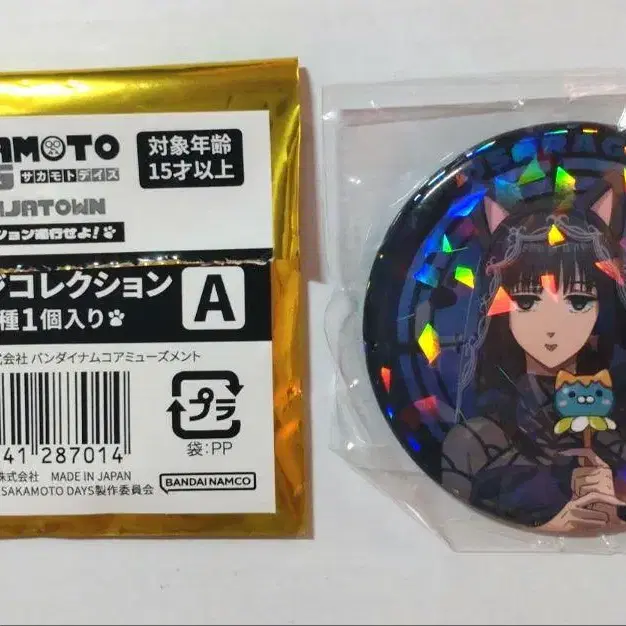 AMOTO
サカモトデイズ
対象年齢
15才以上
NJATOWN
ション遂行せよ!
ジコレクション
種1個入り
A
式会社 バンダイナムコアミューズメント
プラ
袋:PP
41 287014
株式会社 MADE IN JAPAN
SAKAMOTO DAYS製作委員会
BANDAI NAMCO
OSARAG